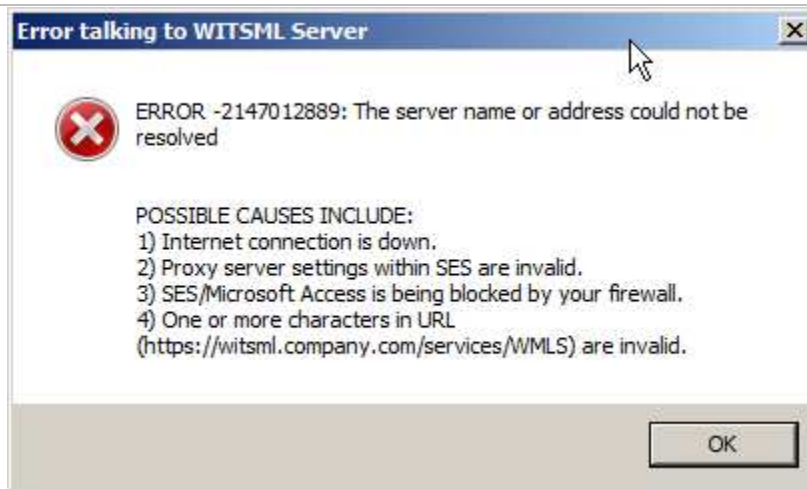 Error talking to WITSML Server
ERROR -2147012889: The server name or address could not be
resolved
POSSIBLE CAUSES INCLUDE:
1) Internet connection is down.
2) Proxy server settings within SES are invalid.
3) SES/Microsoft Access is being blocked by your firewall.
4) One or more characters in URL
(https://witsml.company.com/services/WMLS) are invalid.
OK